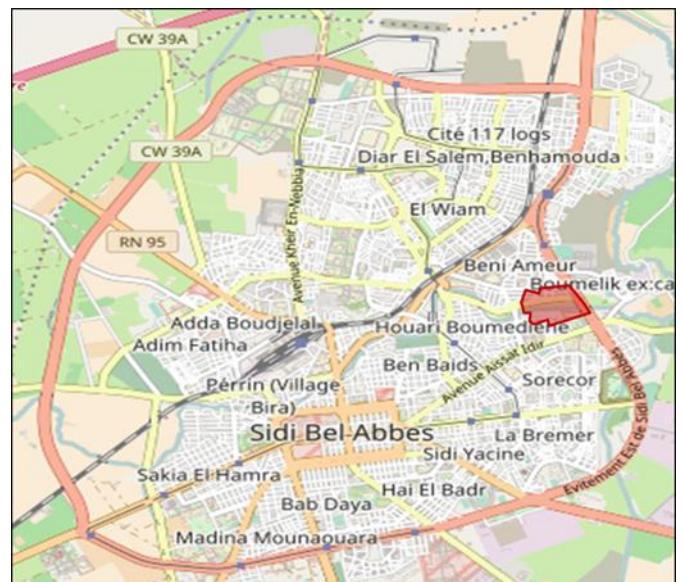 CW 39A
re
Cité 117 logs
CW 39A
Diar El Salem,Benhamouda
Avenue Kheir En-Nebbia
El Wiam
RN 95
Beni Ameur
Boumelik ex:ca
Adda Boudjelal
Houari Boumediene
Adim Fatiha
Avenue Aissat Idir
Ben Baids
Perrin (Village
Bira)
Sorecor
Sidi Bel Abbes
La Bremer
Evitement Est de Sidi Bel Abbès
Sidi Yacine
Sakia El Hamra
Hai El Badr
Bab Daya
Madina Mounaouara